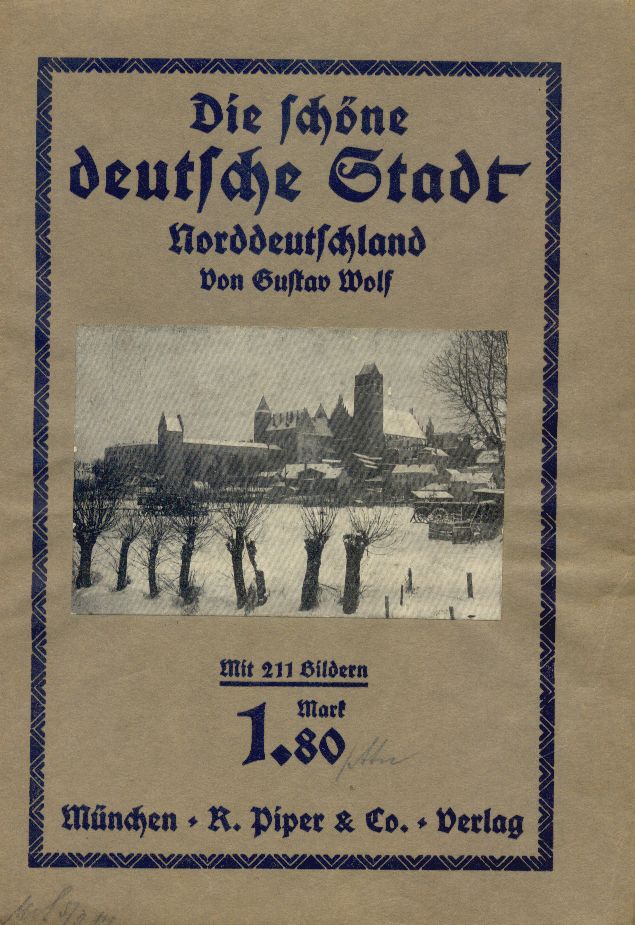 Die schöne
deutsche Stadt
Norddeutschland
Von Gustav Wolf
Mit 211 Bildern
1.80 Mark
München • R. Piper & Co. • Verlag